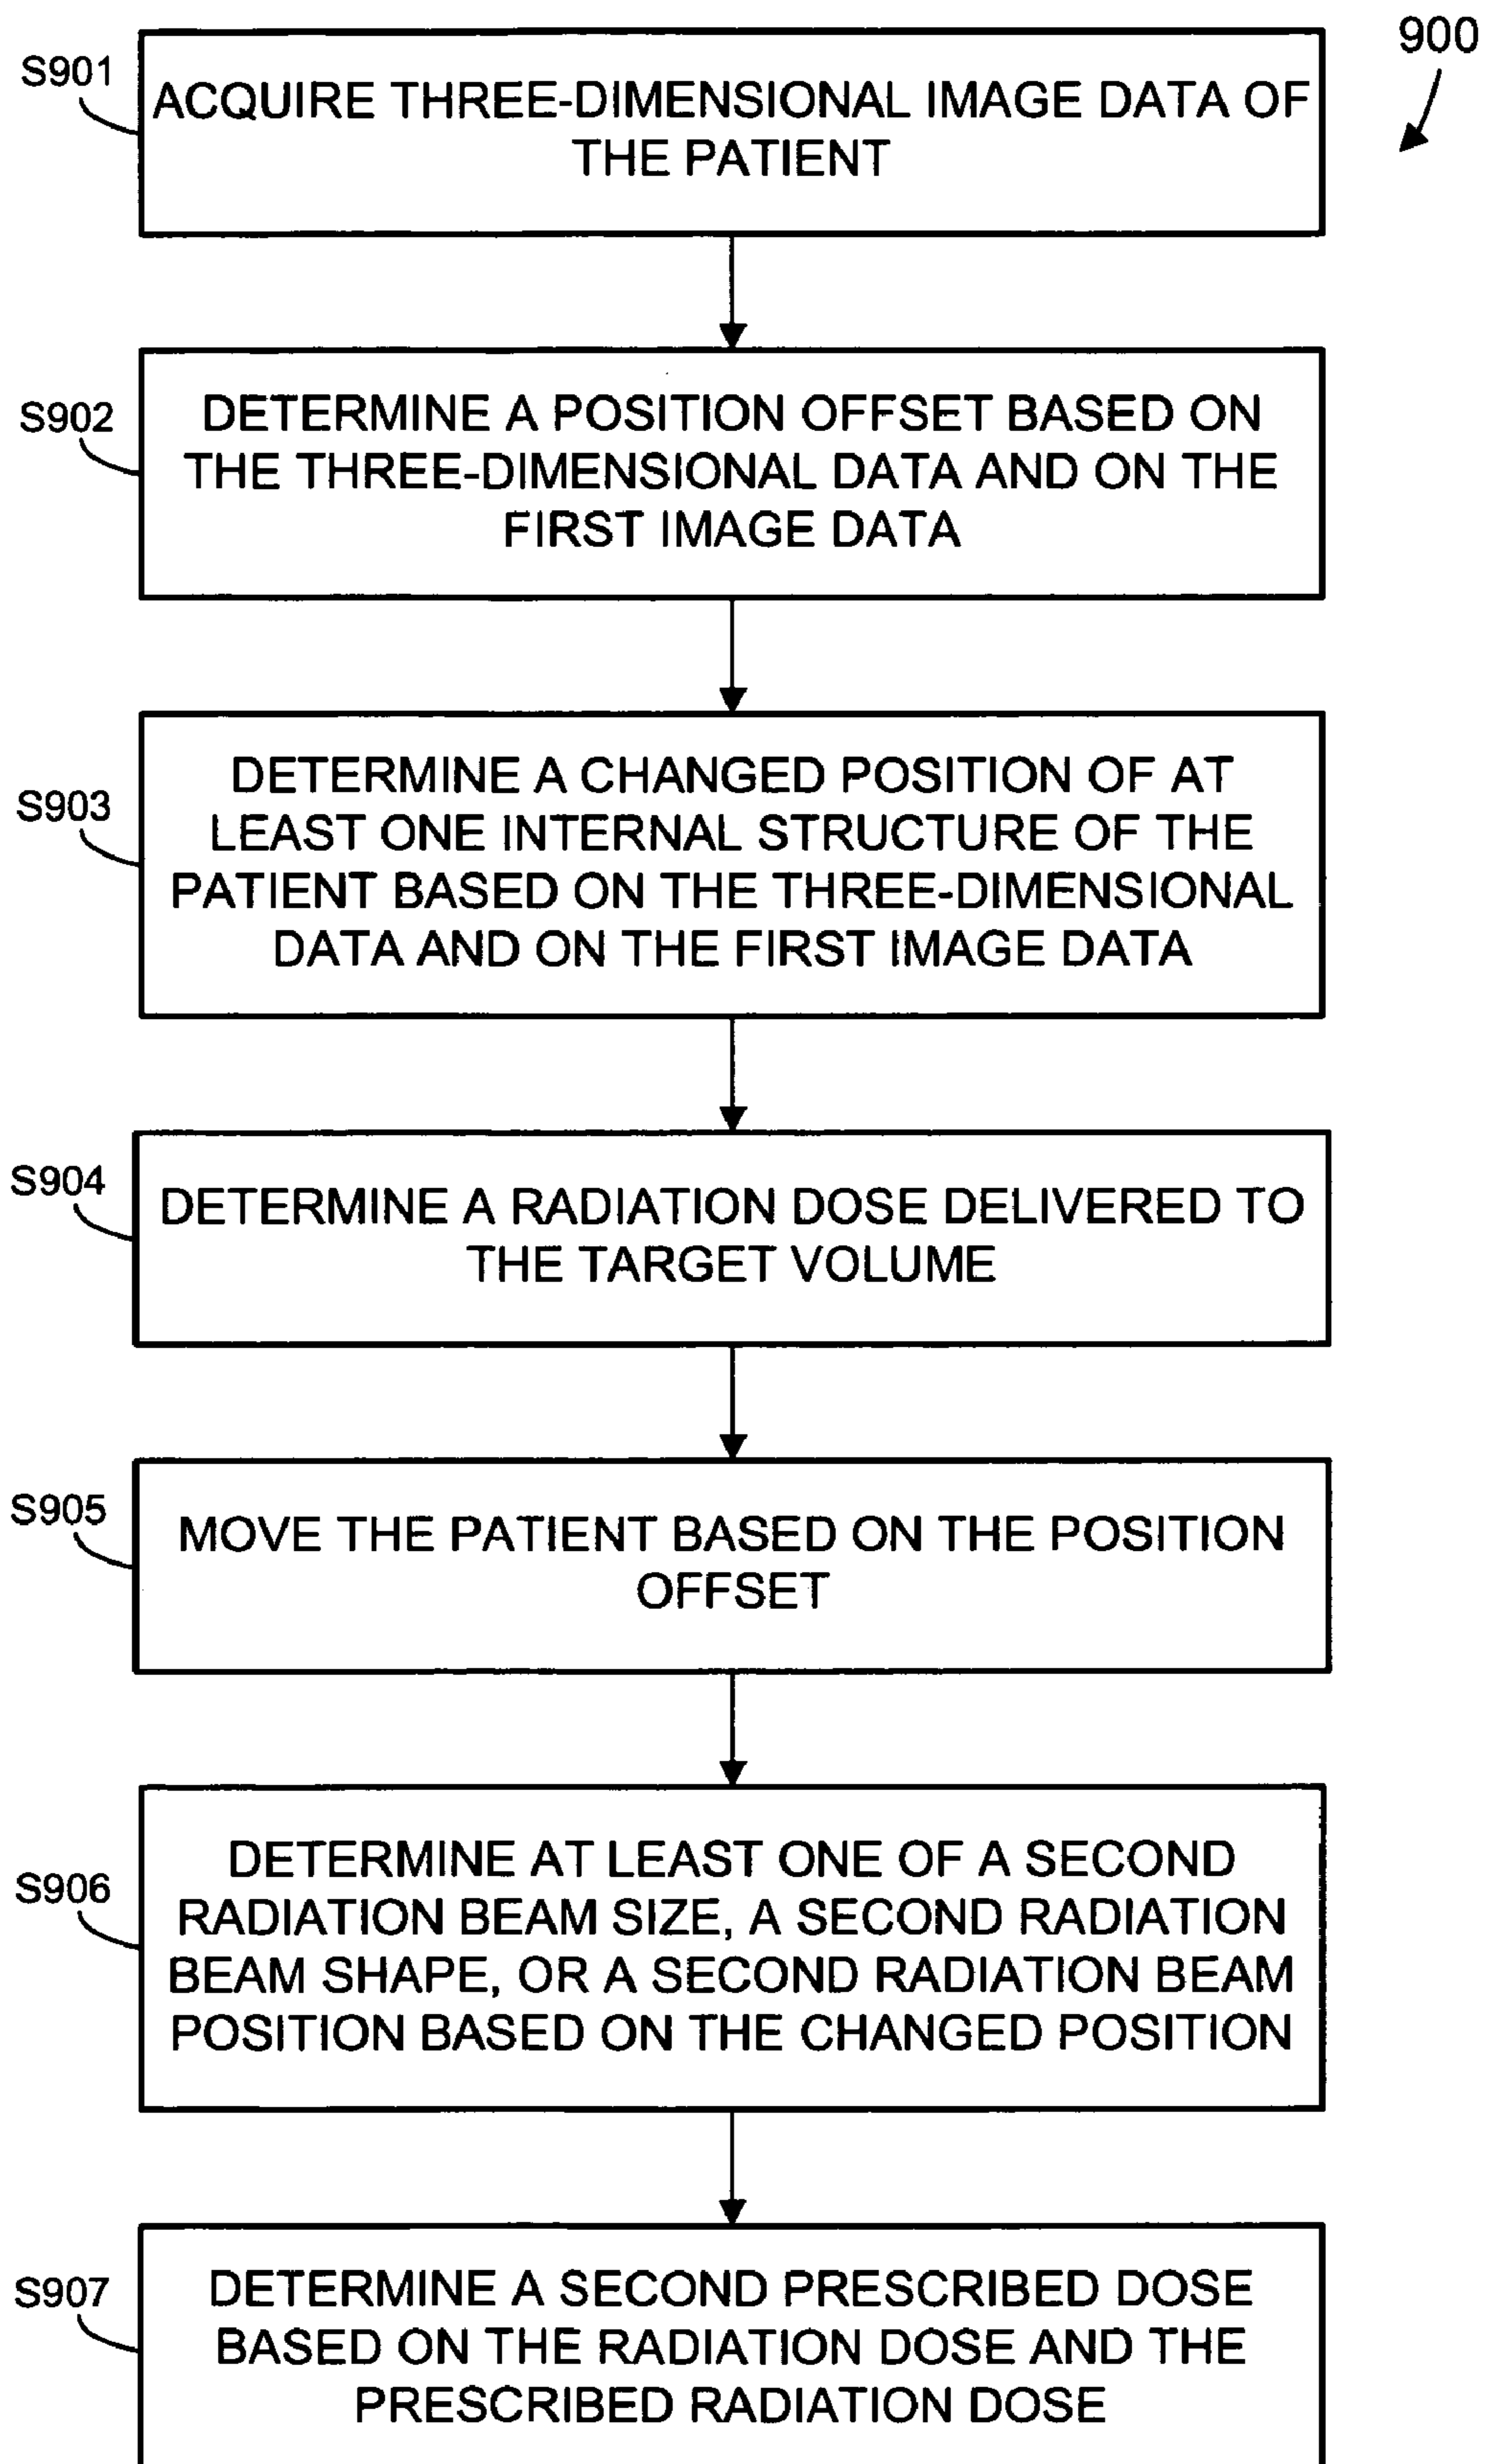 900
S901
ACQUIRE THREE-DIMENSIONAL IMAGE DATA OF
THE PATIENT
S902
DETERMINE A POSITION OFFSET BASED ON
THE THREE-DIMENSIONAL DATA AND ON THE
FIRST IMAGE DATA
S903
DETERMINE A CHANGED POSITION OF AT
LEAST ONE INTERNAL STRUCTURE OF THE
PATIENT BASED ON THE THREE-DIMENSIONAL
DATA AND ON THE FIRST IMAGE DATA
S904
DETERMINE A RADIATION DOSE DELIVERED TO
THE TARGET VOLUME
S905
MOVE THE PATIENT BASED ON THE POSITION
OFFSET
S906
DETERMINE AT LEAST ONE OF A SECOND
RADIATION BEAM SIZE, A SECOND RADIATION
BEAM SHAPE, OR A SECOND RADIATION BEAM
POSITION BASED ON THE CHANGED POSITION
S907
DETERMINE A SECOND PRESCRIBED DOSE
BASED ON THE RADIATION DOSE AND THE
PRESCRIBED RADIATION DOSE